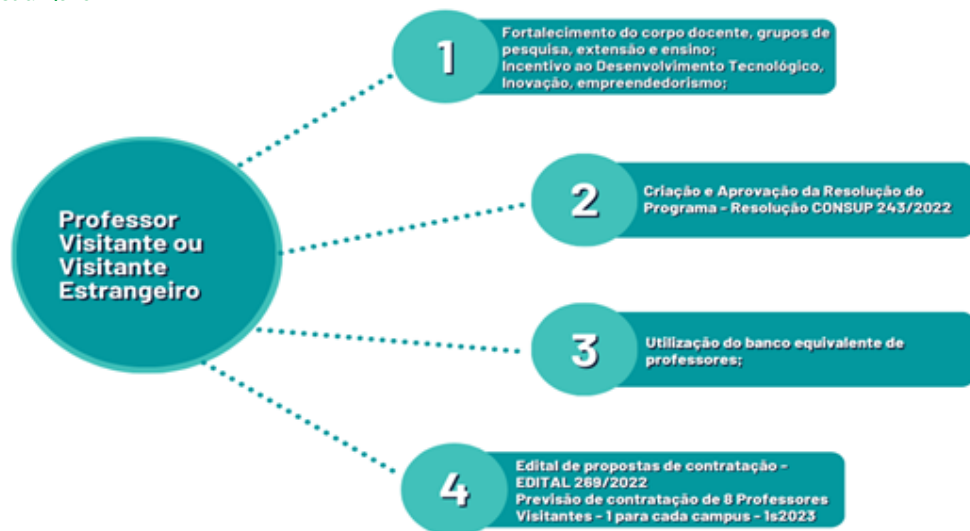 Professor
Visitante ou
Visitante
Estrangeiro
1
Fortalecimento do corpo docente, grupos de
pesquisa, extensão e ensino;
Incentivo ao Desenvolvimento Tecnológico,
Inovação, empreendedorismo;
2
Criação e Aprovação da Resolução do
Programa - Resolução CONSUP 243/2022
3
Utilização do banco equivalente de
professores;
4
Edital de propostas de contratação -
EDITAL 269/2022
Previsão de contratação de 8 Professores
Visitantes - 1 para cada campus - 1s2023